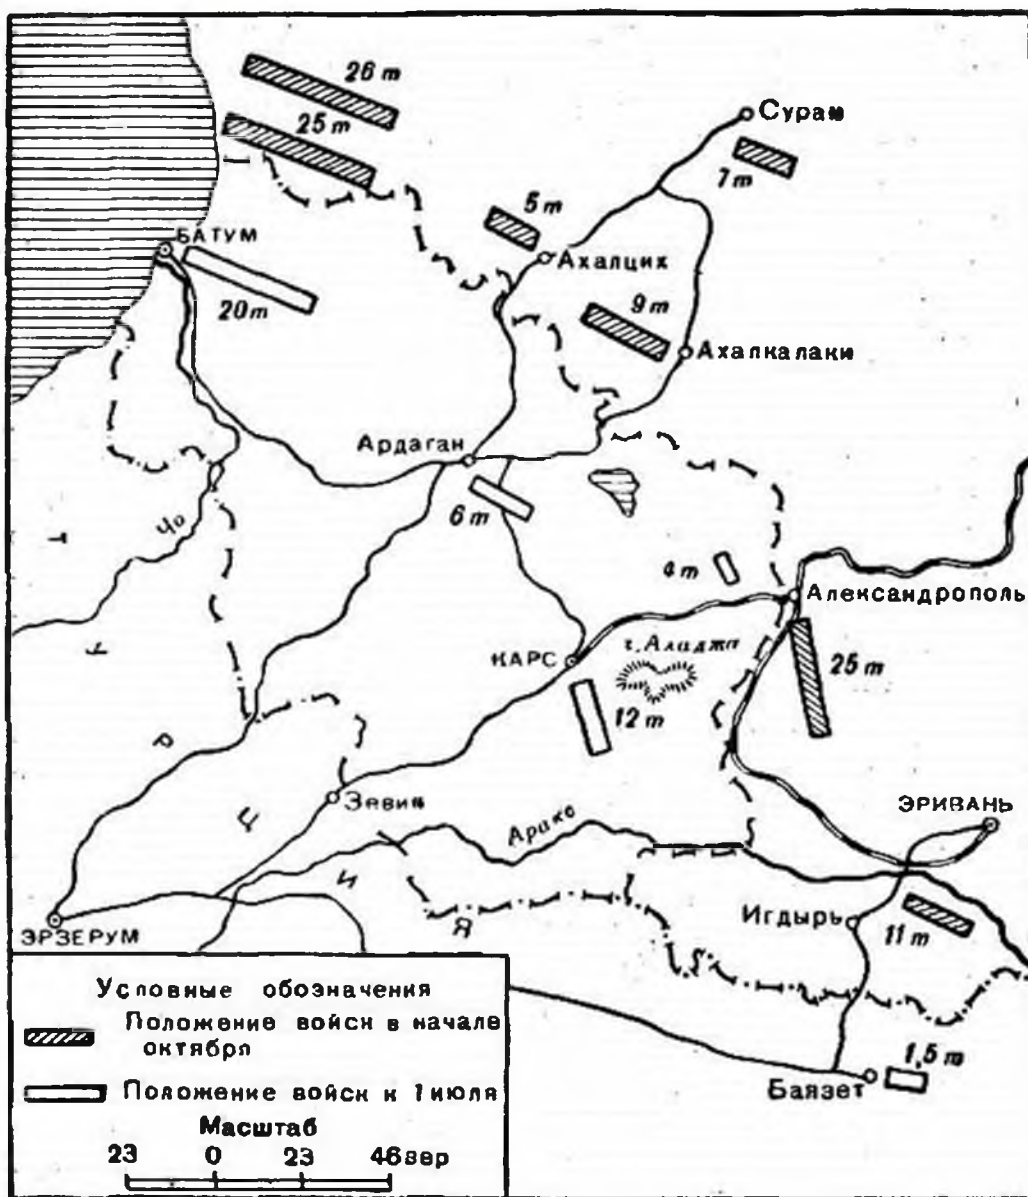 26 т
25 т
Сурам
7 т
5 т
БАТУМ
Ахалцих
20 т
9 т
Ахалкалаки
Ардаган
6 т
Чо
4 т
Александрополь
КАРС
г. Аладжа
25 т
12 т
Т У Р Ц И Я
Зевин
Аракс
ЭРИВАНЬ
Игдырь
11 т
ЭРЗЕРУМ
1,5 т
Баязет
Условные обозначения
Положение войск в начале
октября
Положение войск к 1 июля
Масштаб
23 0 23 46 вер